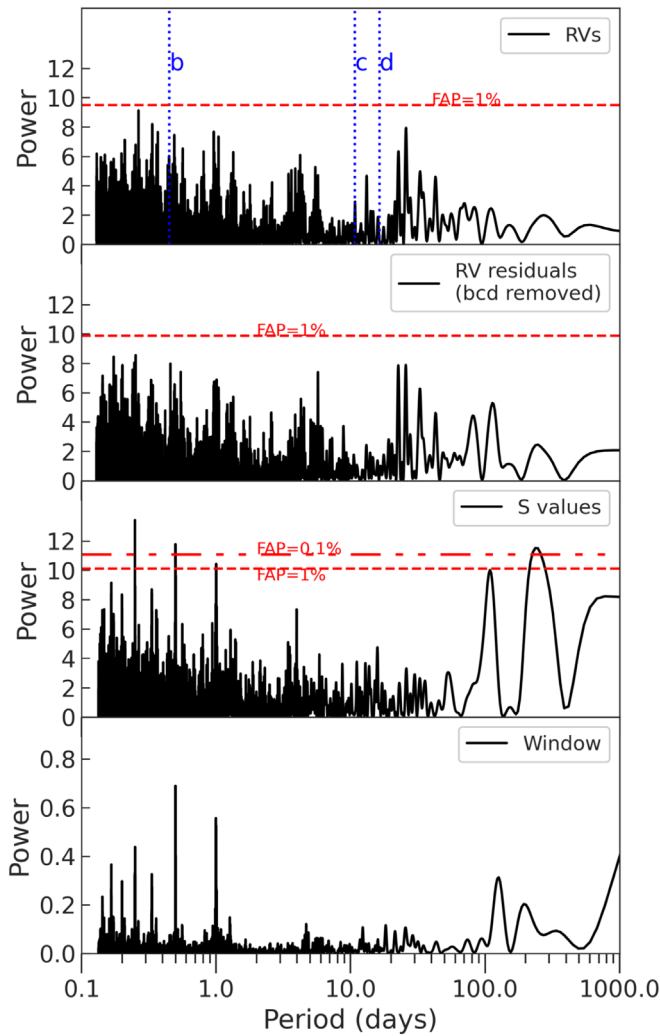 RVs
b
c
d
FAP=1%
12
10
8
6
4
2
0
Power
RV residuals
(bcd removed)
FAP=1%
12
10
8
6
4
2
0
Power
S values
FAP=0.1%
FAP=1%
12
10
8
6
4
2
0
Power
Window
0.8
0.6
0.4
0.2
0.0
Power
0.1
1.0
10.0
100.0
1000.0
Period (days)